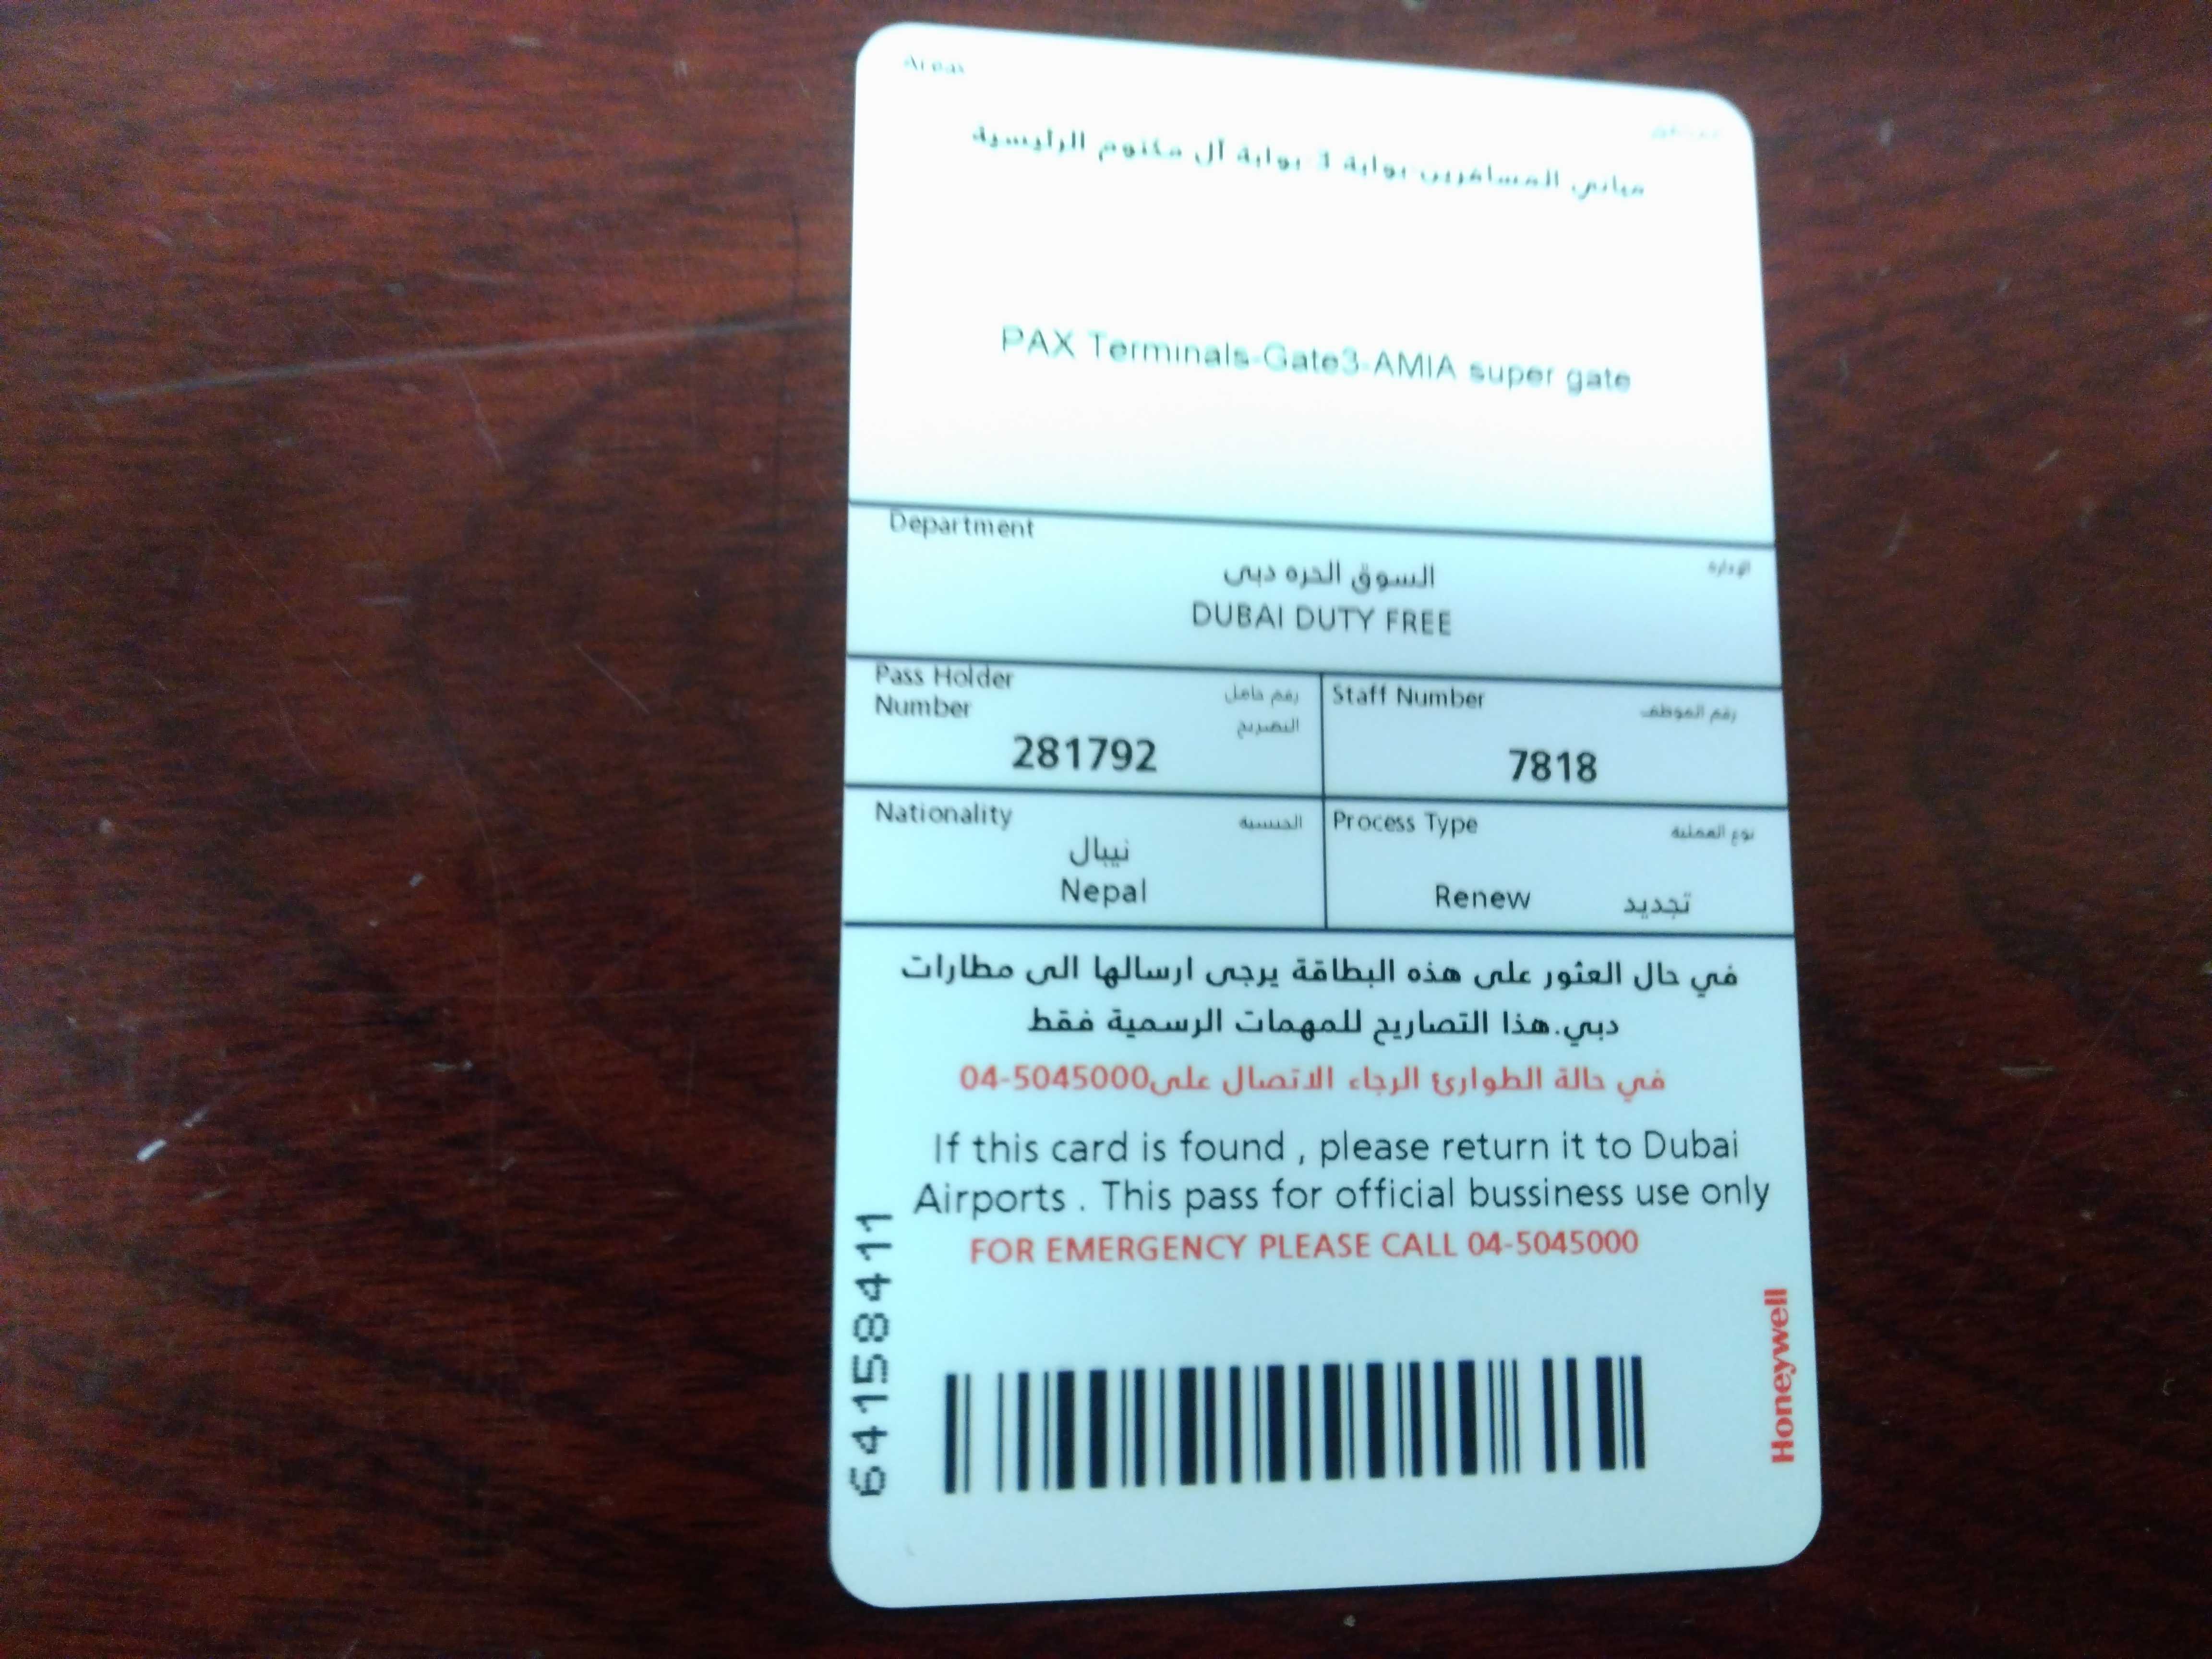 Areas
مباني المسافرين بوابة 3 بوابة آل مكتوم الرئيسية
PAX Terminals-Gate3-AMIA super gate
Department
الإدارة
السوق الحره دبى
DUBAI DUTY FREE
Pass Holder
Number
رقم حامل
التصريح
281792
Staff Number
رقم الموظف
7818
Nationality
الجنسية
نيبال
Nepal
Process Type
نوع العملية
Renew تجديد
في حال العثور على هذه البطاقة يرجى ارسالها الى مطارات
دبي.هذا التصاريح للمهمات الرسمية فقط
في حالة الطوارئ الرجاء الاتصال على04-5045000
If this card is found , please return it to Dubai
Airports . This pass for official bussiness use only
FOR EMERGENCY PLEASE CALL 04-5045000
64158411
Honeywell